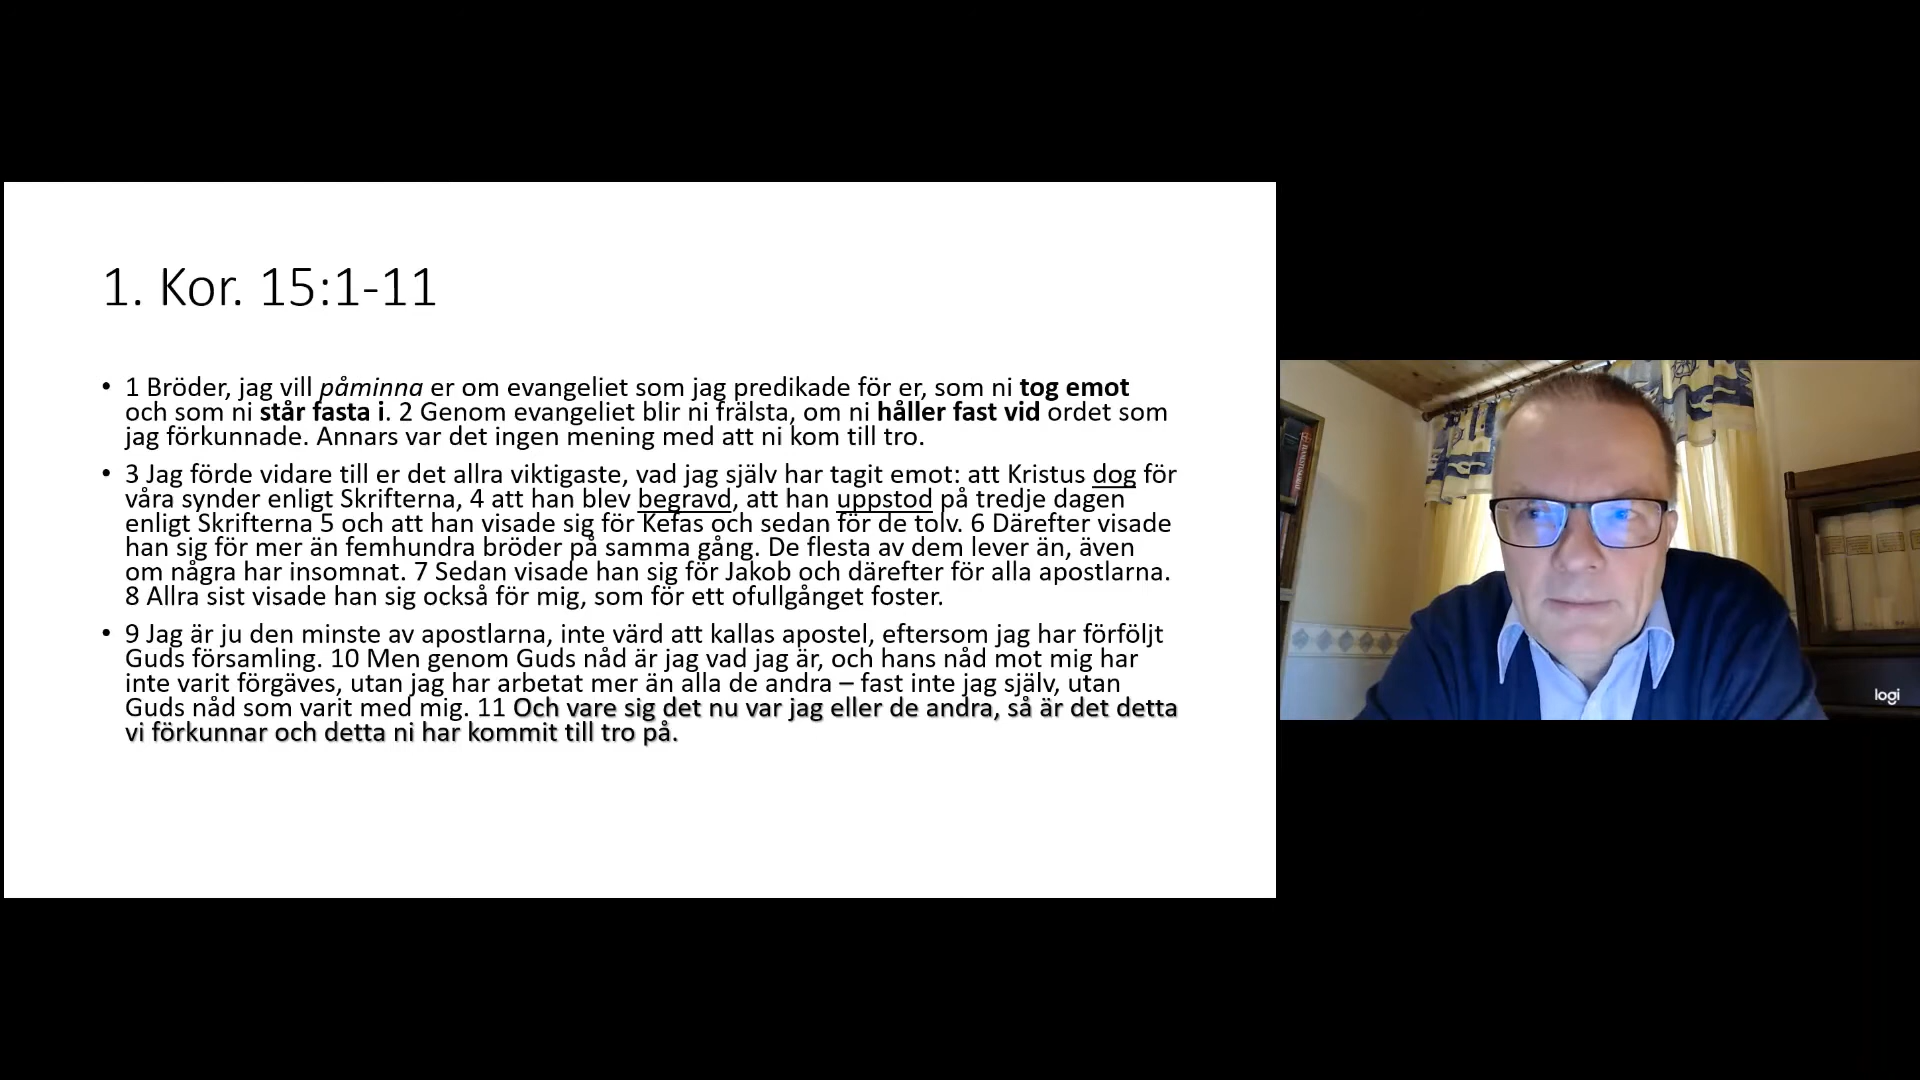 1. Kor. 15:1-11
• 1 Bröder, jag vill påminna er om evangeliet som jag predikade för er, som ni tog emot
och som ni står fasta i. 2 Genom evangeliet blir ni frälsta, om ni håller fast vid ordet som
jag förkunnade. Annars var det ingen mening med att ni kom till tro.
• 3 Jag förde vidare till er det allra viktigaste, vad jag själv har tagit emot: att Kristus dog för
våra synder enligt Skrifterna, 4 att han blev begravd, att han uppstod på tredje dagen
enligt Skrifterna 5 och att han visade sig för Kefas och sedan för de tolv. 6 Därefter visade
han sig för mer än femhundra bröder på samma gång. De flesta av dem lever än, även
om några har insomnat. 7 Sedan visade han sig för Jakob och därefter för alla apostlarna.
8 Allra sist visade han sig också för mig, som för ett ofullgånget foster.
• 9 Jag är ju den minste av apostlarna, inte värd att kallas apostel, eftersom jag har förföljt
Guds församling. 10 Men genom Guds nåd är jag vad jag är, och hans nåd mot mig har
inte varit förgäves, utan jag har arbetat mer än alla de andra – fast inte jag själv, utan
Guds nåd som varit med mig. 11 Och vare sig det nu var jag eller de andra, så är det detta
vi förkunnar och detta ni har kommit till tro på.
logi